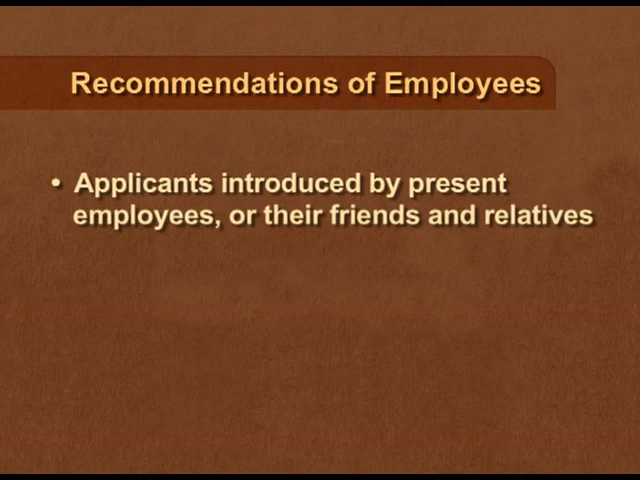 Recommendations of Employees
• Applicants introduced by present
employees, or their friends and relatives